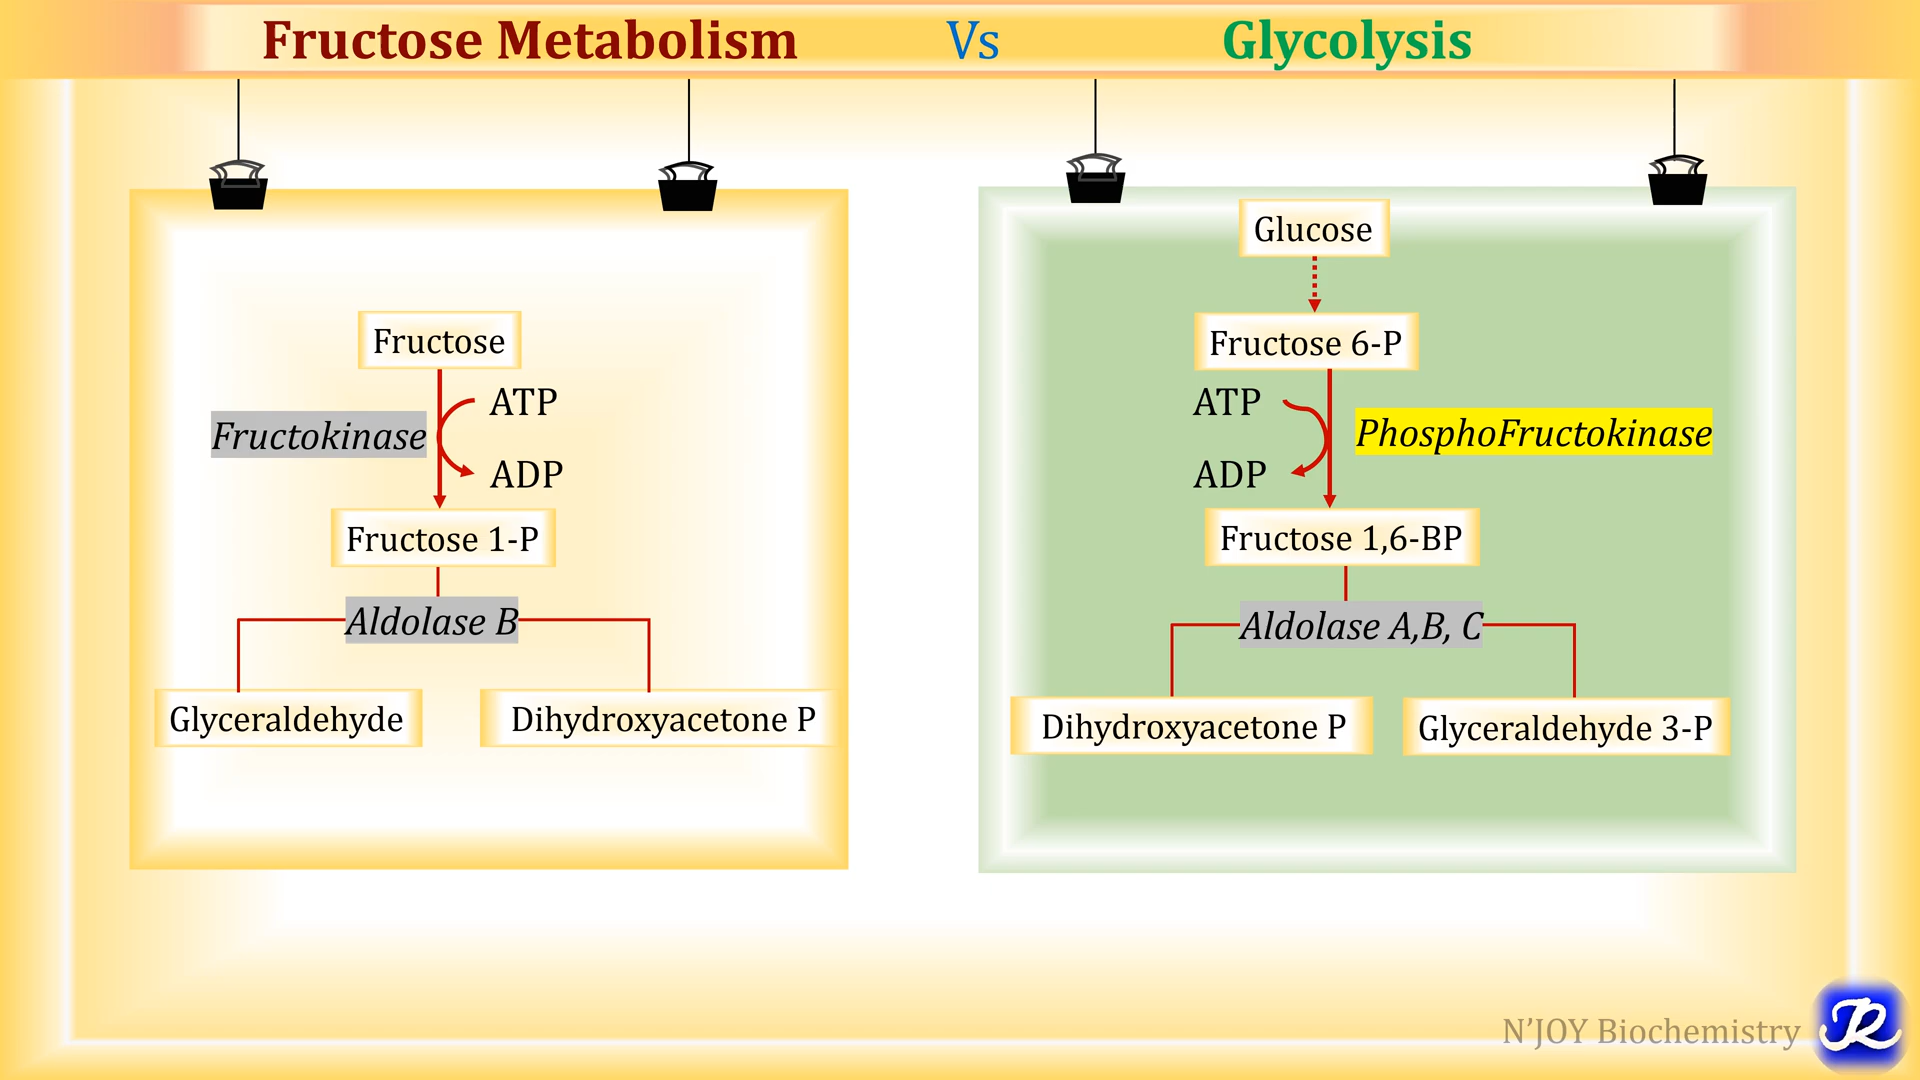 Fructose Metabolism Vs Glycolysis
Fructose
ATP
Fructokinase
ADP
Fructose 1-P
Aldolase B
Glyceraldehyde
Dihydroxyacetone P
Glucose
Fructose 6-P
ATP
PhosphoFructokinase
ADP
Fructose 1,6-BP
Aldolase A,B, C
Dihydroxyacetone P
Glyceraldehyde 3-P
N’JOY Biochemistry